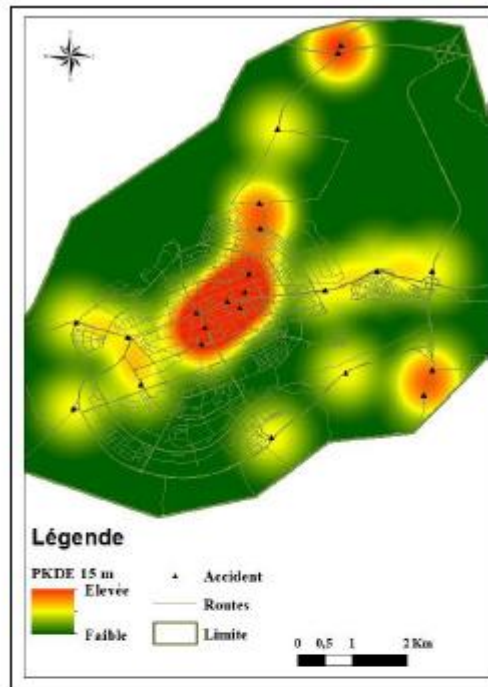 Légende
PKDE 15 m
Elevée
Faible
Accident
Routes
Limite
0 0,5 1 2 Km